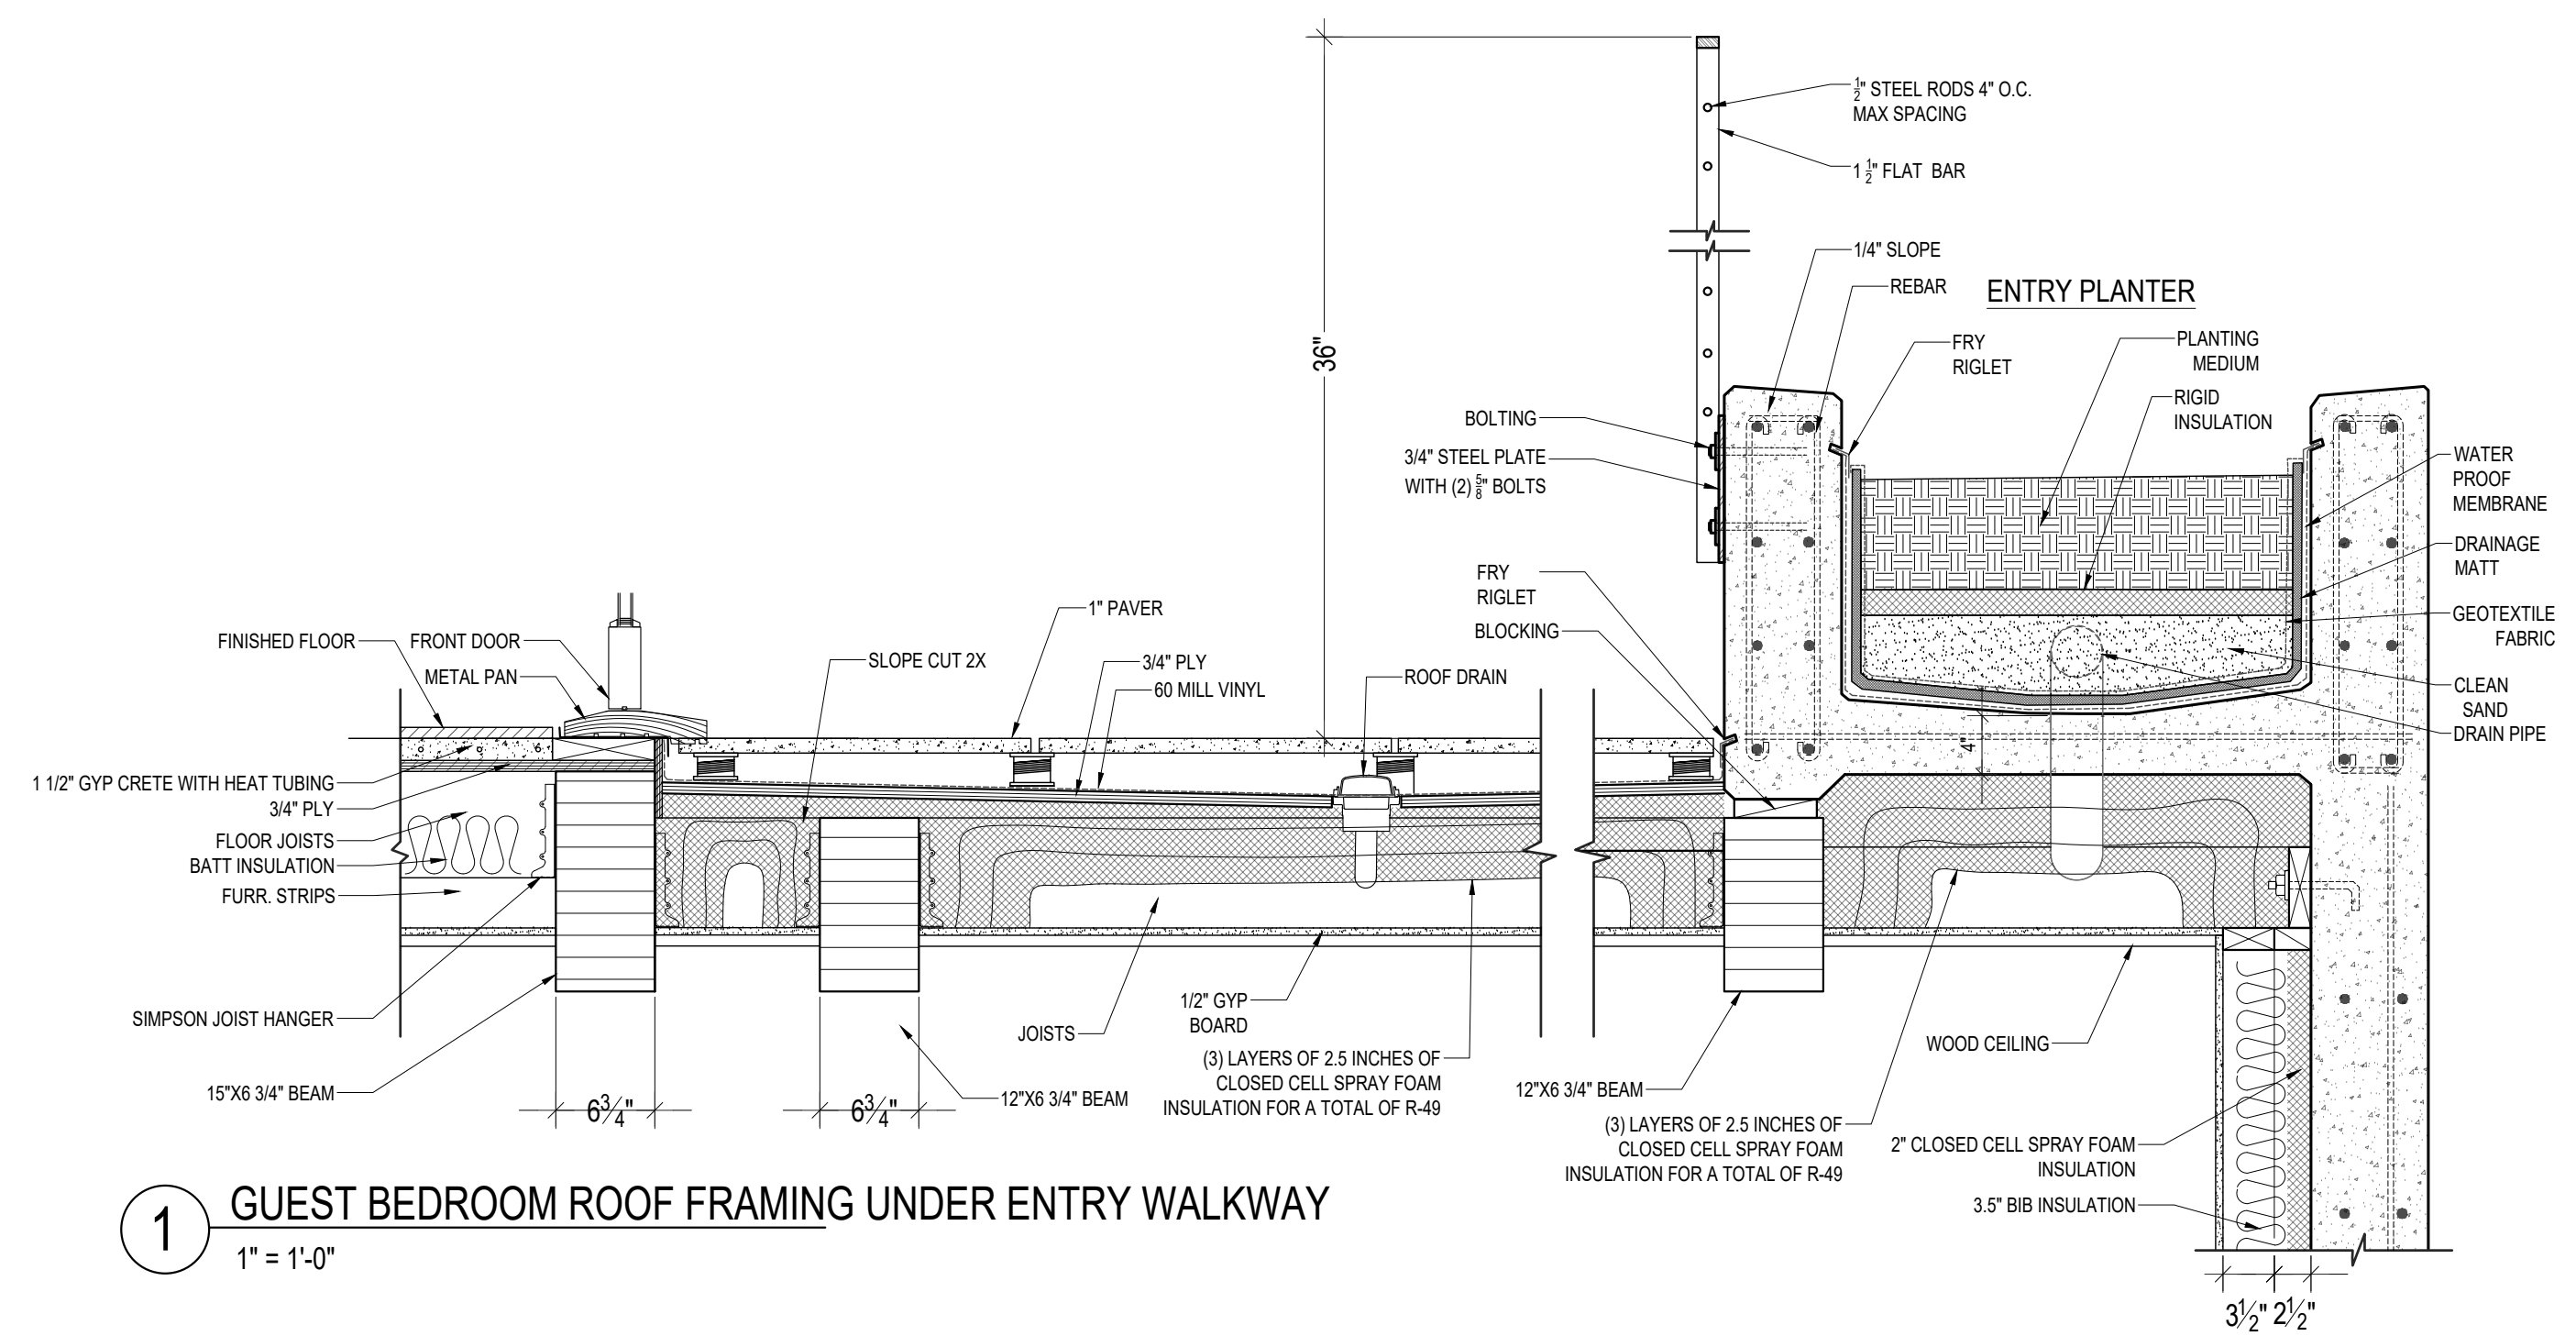 ½" STEEL RODS 4" O.C.
MAX SPACING
1 ½" FLAT BAR
36"
1/4" SLOPE
REBAR
ENTRY PLANTER
FRY
RIGLET
PLANTING
MEDIUM
RIGID
INSULATION
BOLTING
3/4" STEEL PLATE
WITH (2) ⅝" BOLTS
WATER
PROOF
MEMBRANE
DRAINAGE
MATT
GEOTEXTILE
FABRIC
CLEAN
SAND
DRAIN PIPE
4"
FRY
RIGLET
BLOCKING
ROOF DRAIN
1" PAVER
3/4" PLY
60 MILL VINYL
SLOPE CUT 2X
FINISHED FLOOR
FRONT DOOR
METAL PAN
1 1/2" GYP CRETE WITH HEAT TUBING
3/4" PLY
FLOOR JOISTS
BATT INSULATION
FURR. STRIPS
SIMPSON JOIST HANGER
15"X6 3/4" BEAM
6¾"
6¾"
12"X6 3/4" BEAM
JOISTS
1/2" GYP
BOARD
(3) LAYERS OF 2.5 INCHES OF
CLOSED CELL SPRAY FOAM
INSULATION FOR A TOTAL OF R-49
12"X6 3/4" BEAM
(3) LAYERS OF 2.5 INCHES OF
CLOSED CELL SPRAY FOAM
INSULATION FOR A TOTAL OF R-49
WOOD CEILING
2" CLOSED CELL SPRAY FOAM
INSULATION
3.5" BIB INSULATION
3½" 2½"
1 GUEST BEDROOM ROOF FRAMING UNDER ENTRY WALKWAY
1" = 1'-0"